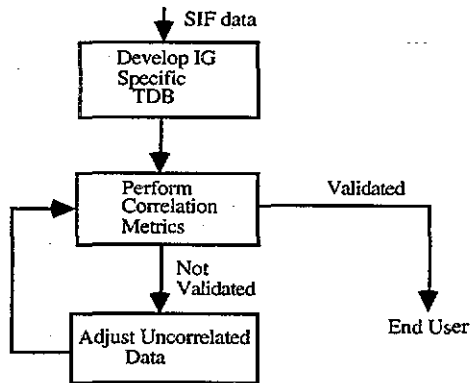 SIF data
Develop IG
Specific
TDB
Perform
Correlation
Metrics
Validated
Not
Validated
Adjust Uncorrelated
Data
End User